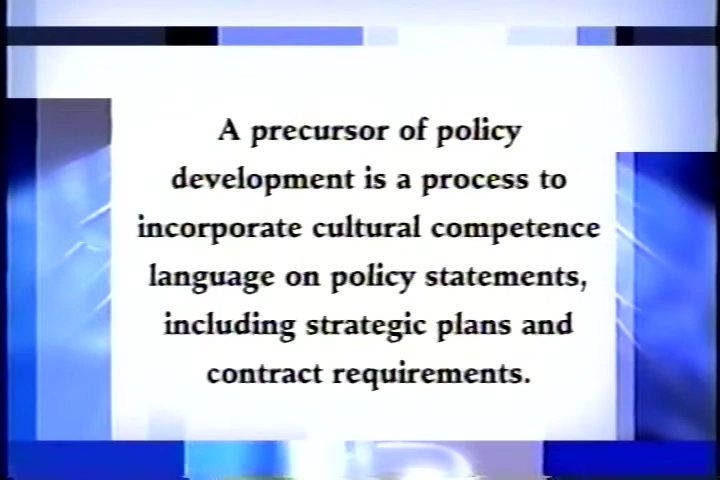 A precursor of policy
development is a process to
incorporate cultural competence
language on policy statements,
including strategic plans and
contract requirements.